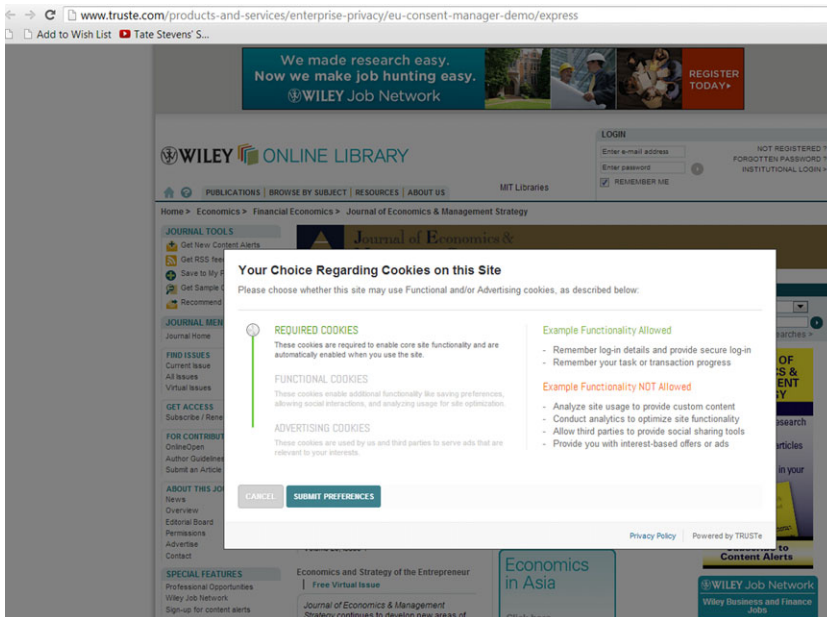 www.truste.com/products-and-services/enterprise-privacy/eu-consent-manager-demo/express
Add to Wish List
Tate Stevens' S...
We made research easy.
Now we make job hunting easy.
WILEY Job Network
REGISTER
TODAY
WILEY ONLINE LIBRARY
LOGIN
Enter e-mail address
Enter password
REMEMBER ME
NOT REGISTERED ?
FORGOTTEN PASSWORD ?
INSTITUTIONAL LOGIN >
PUBLICATIONS | BROWSE BY SUBJECT | RESOURCES | ABOUT US
MIT Libraries
Home > Economics > Financial Economics > Journal of Economics & Management Strategy
JOURNAL TOOLS
Get New Content Alerts
Get RSS fee
Save to My P
Get Sample C
Recommend
JOURNAL MEN
Journal Home
FIND ISSUES
Current Issue
All Issues
Virtual Issues
GET ACCESS
Subscribe / Rene
FOR CONTRIBUT
OnlineOpen
Author Guidelines
Submit an Article
ABOUT THIS JO
News
Overview
Editorial Board
Permissions
Advertise
Contact
SPECIAL FEATURES
Professional Opportunities
Wiley Job Network
Sign-up for content alerts
Journal of Economics &
Your Choice Regarding Cookies on this Site
Please choose whether this site may use Functional and/or Advertising cookies, as described below:
REQUIRED COOKIES
These cookies are required to enable core site functionality and are
automatically enabled when you use the site.
FUNCTIONAL COOKIES
These cookies enable additional functionality like saving preferences,
allowing social interactions, and analyzing usage for site optimization.
ADVERTISING COOKIES
These cookies are used by us and third parties to serve ads that are
relevant to your interests.
Example Functionality Allowed
- Remember log-in details and provide secure log-in
- Remember your task or transaction progress
Example Functionality NOT Allowed
- Analyze site usage to provide custom content
- Conduct analytics to optimize site functionality
- Allow third parties to provide social sharing tools
- Provide you with interest-based offers or ads
CANCEL
SUBMIT PREFERENCES
Privacy Policy
Powered by TRUSTe
earches >
OF
S &
ENT
Y
esearch
articles
in your
Content Alerts
Economics and Strategy of the Entrepreneur
Free Virtual Issue
Journal of Economics & Management
Strategy continues to develop new areas of
Economics
in Asia
Click here
WILEY Job Network
Wiley Business and Finance
Jobs